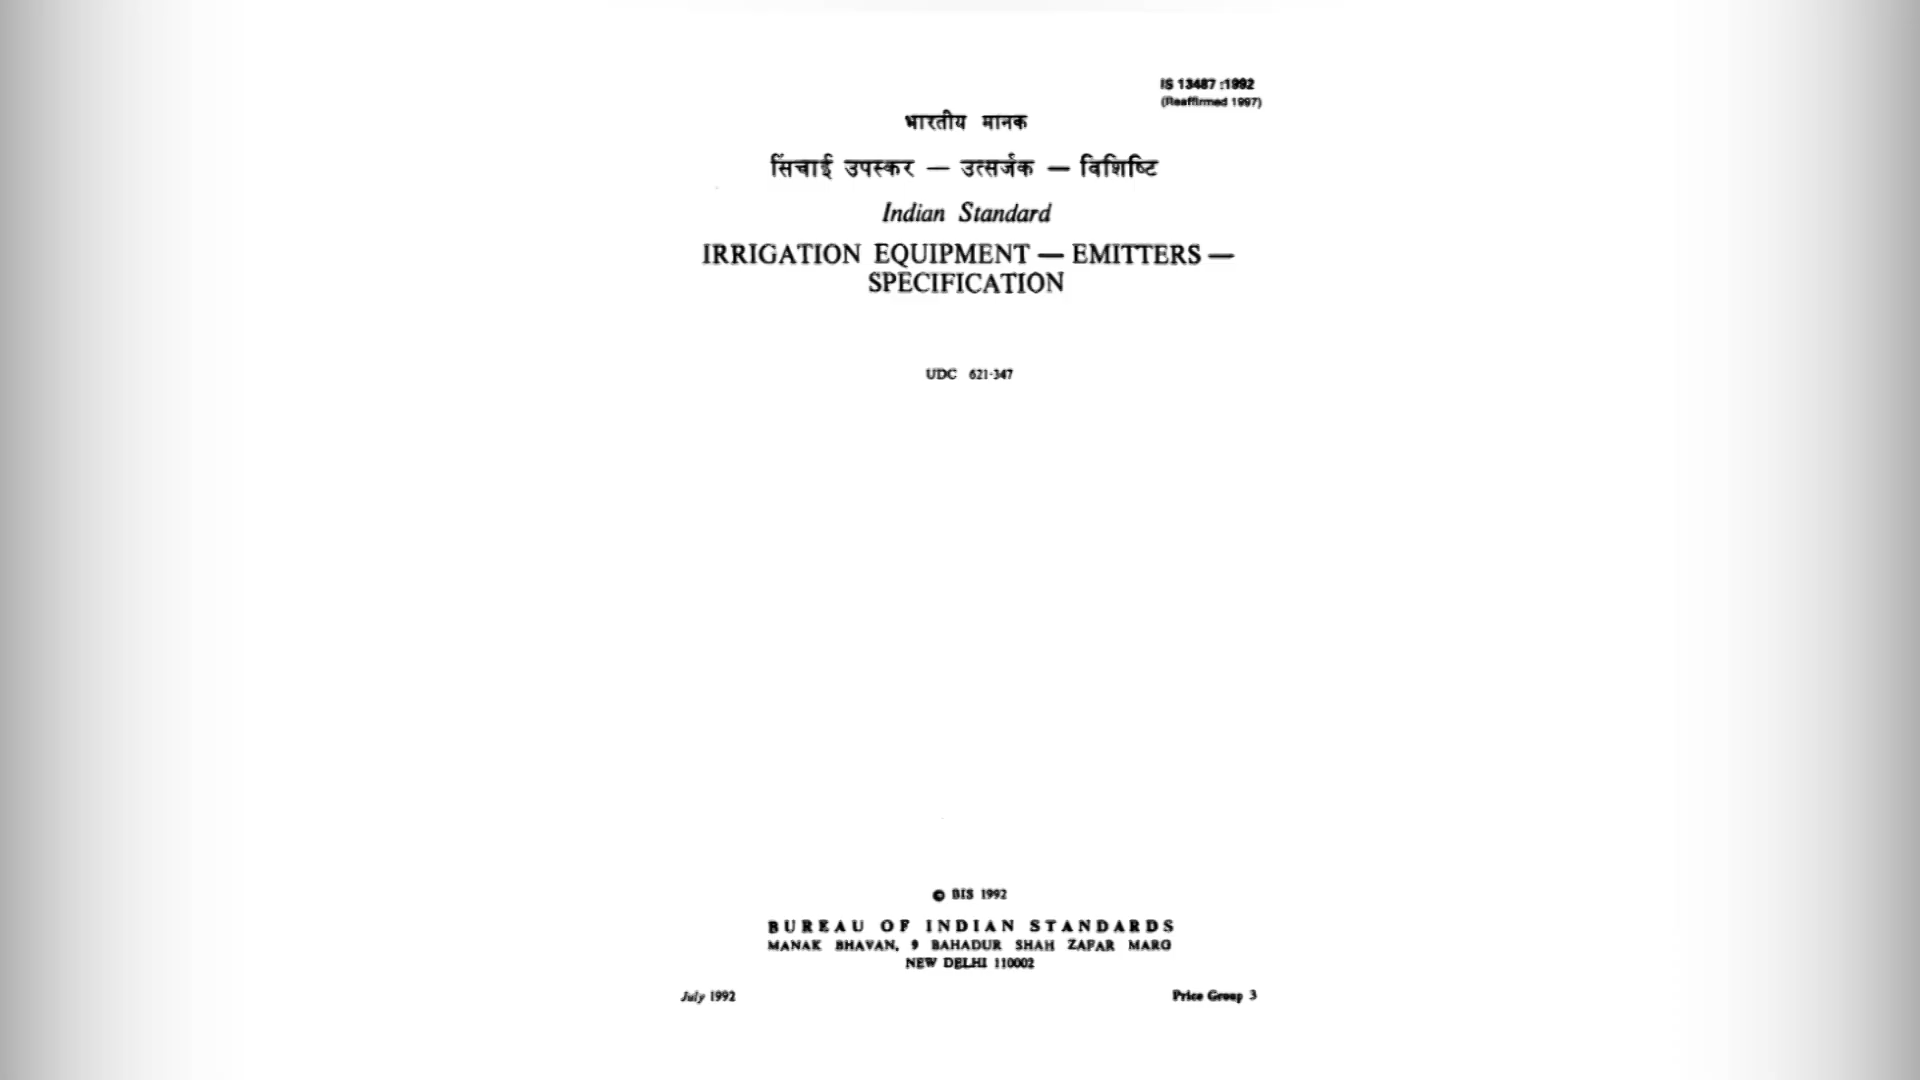 IS 13487 :1992
(Reaffirmed 1997)
भारतीय मानक
सिंचाई उपस्कर — उत्सर्जक — विशिष्टि
Indian Standard
IRRIGATION EQUIPMENT — EMITTERS —
SPECIFICATION
UDC 621·347
© BIS 1992
BUREAU OF INDIAN STANDARDS
MANAK BHAVAN, 9 BAHADUR SHAH ZAFAR MARG
NEW DELHI 110002
July 1992
Price Group 3